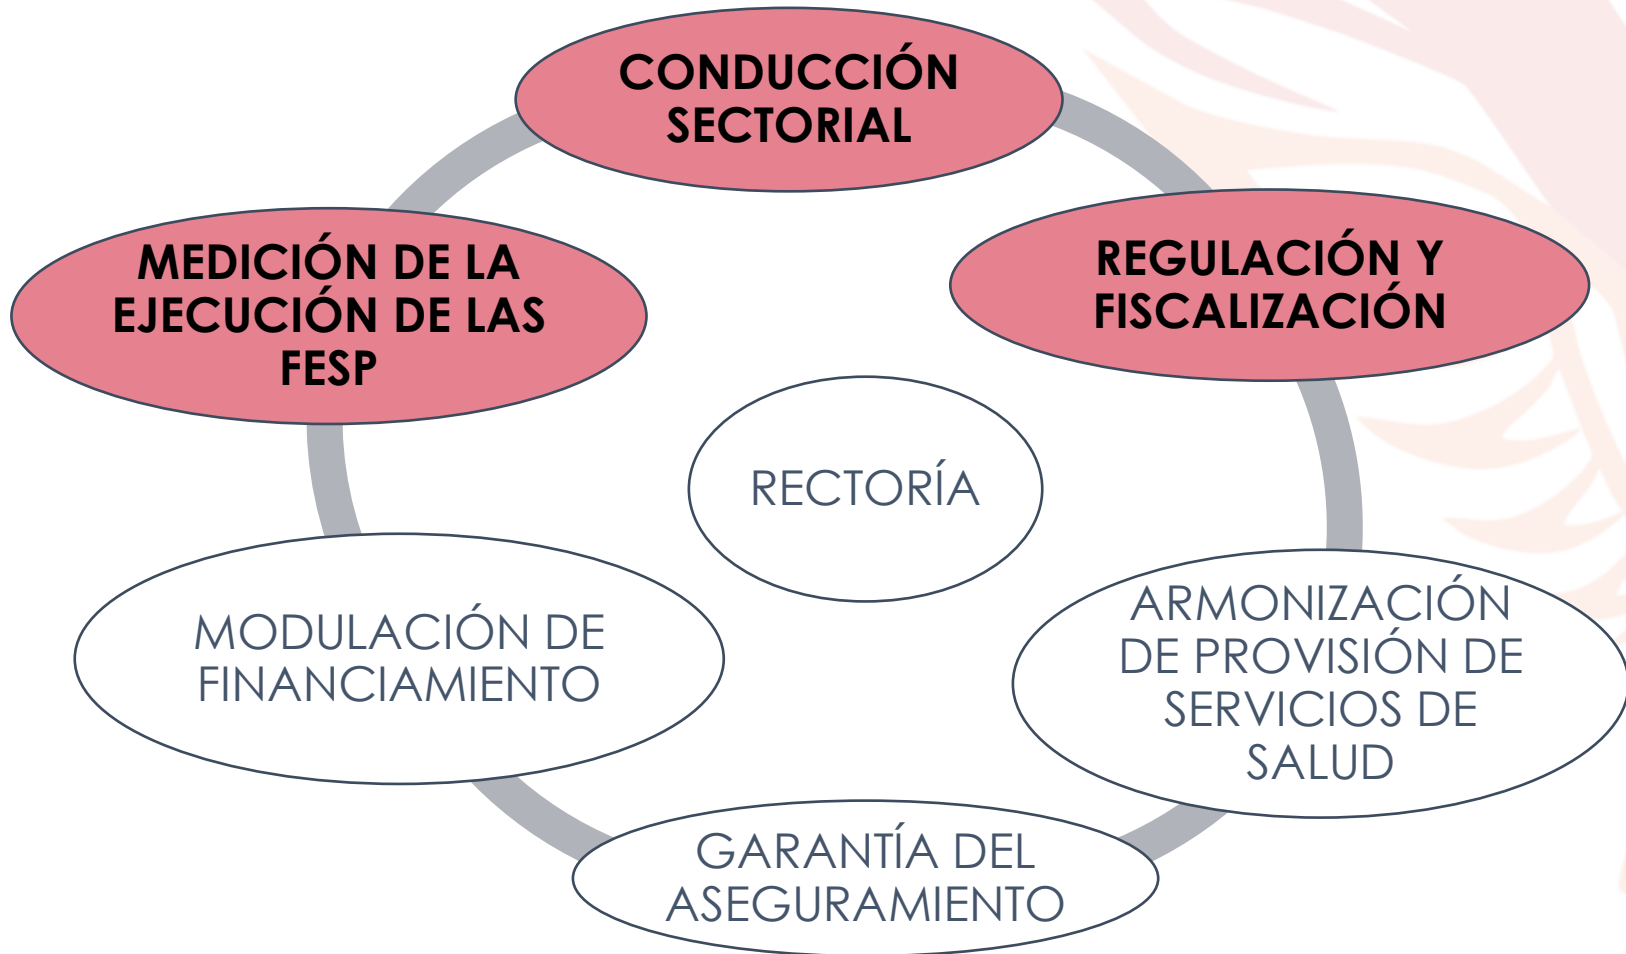 CONDUCCIÓN
SECTORIAL
MEDICIÓN DE LA
EJECUCIÓN DE LAS
FESP
REGULACIÓN Y
FISCALIZACIÓN
RECTORÍA
MODULACIÓN DE
FINANCIAMIENTO
ARMONIZACIÓN
DE PROVISIÓN DE
SERVICIOS DE
SALUD
GARANTÍA DEL
ASEGURAMIENTO